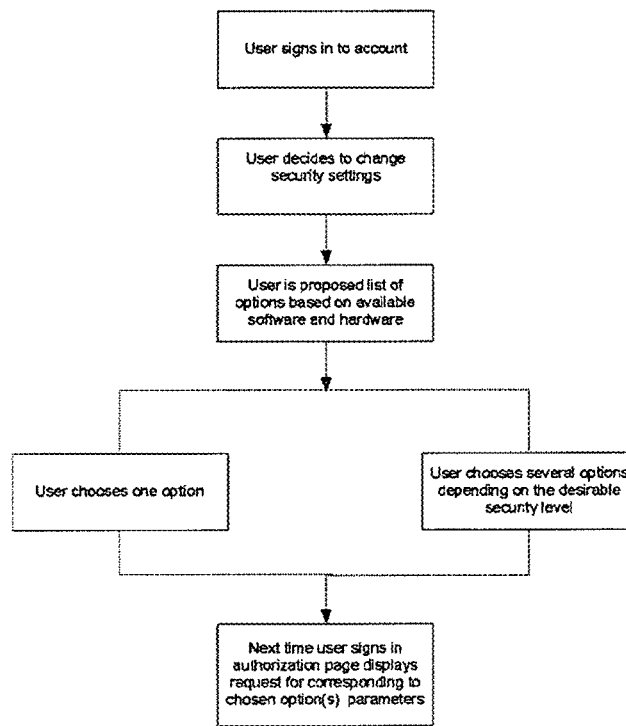 User signs in to account
User decides to change
security settings
User is proposed list of
options based on available
software and hardware
User chooses one option
User chooses several options
depending on the desirable
security level
Next time user signs in
authorization page displays
request for corresponding to
chosen option(s) parameters